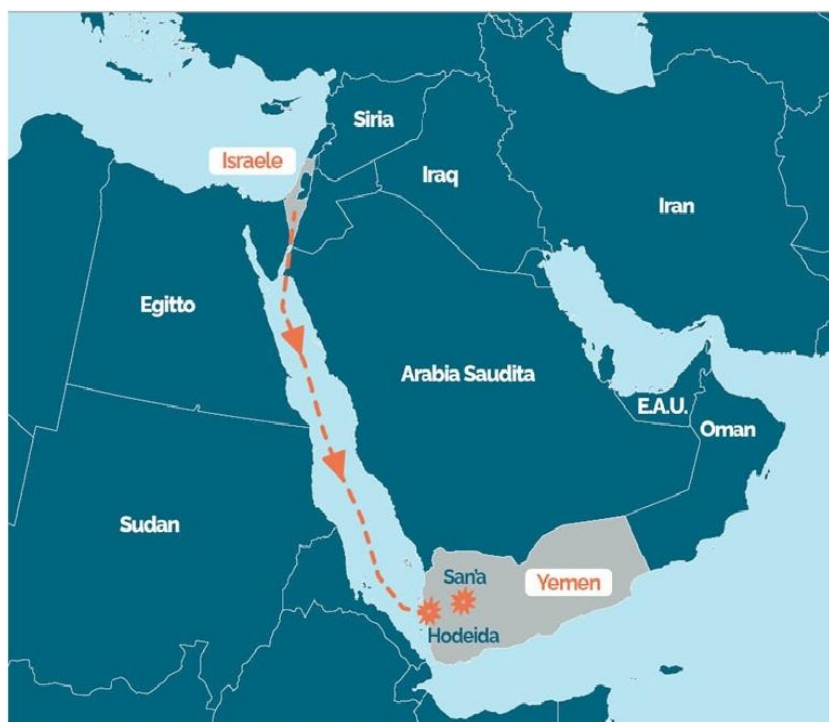 Siria
Israele
Iraq
Iran
Egitto
Arabia Saudita
E.A.U.
Oman
Sudan
San'a
Yemen
Hodeida